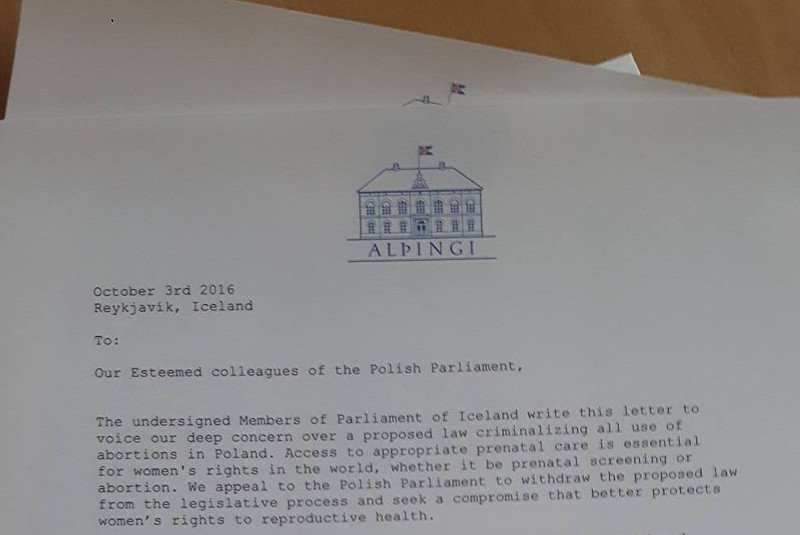 ALÞINGI
October 3rd 2016
Reykjavik, Iceland
To:
Our Esteemed colleagues of the Polish Parliament,
The undersigned Members of Parliament of Iceland write this letter to
voice our deep concern over a proposed law criminalizing all use of
abortions in Poland. Access to appropriate prenatal care is essential
for women's rights in the world, whether it be prenatal screening or
abortion. We appeal to the Polish Parliament to withdraw the proposed law
from the legislative process and seek a compromise that better protects
women's rights to reproductive health.